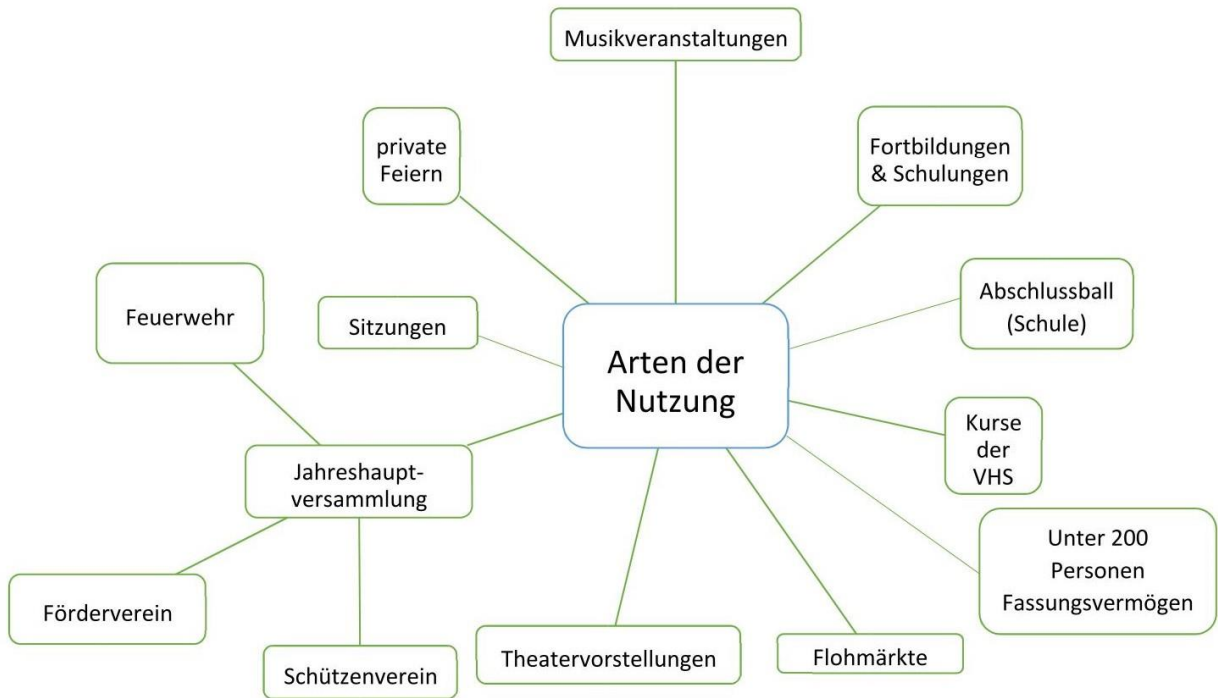 Musikveranstaltungen
private
Feiern
Fortbildungen
& Schulungen
Feuerwehr
Sitzungen
Abschlussball
(Schule)
Arten der
Nutzung
Kurse
der
VHS
Jahreshaupt-
versammlung
Unter 200
Personen
Fassungsvermögen
Förderverein
Schützenverein
Theatervorstellungen
Flohmärkte